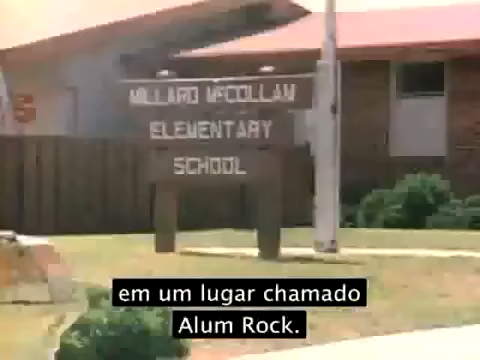 MILLARD McCOLLAM
ELEMENTARY
SCHOOL
em um lugar chamado
Alum Rock.